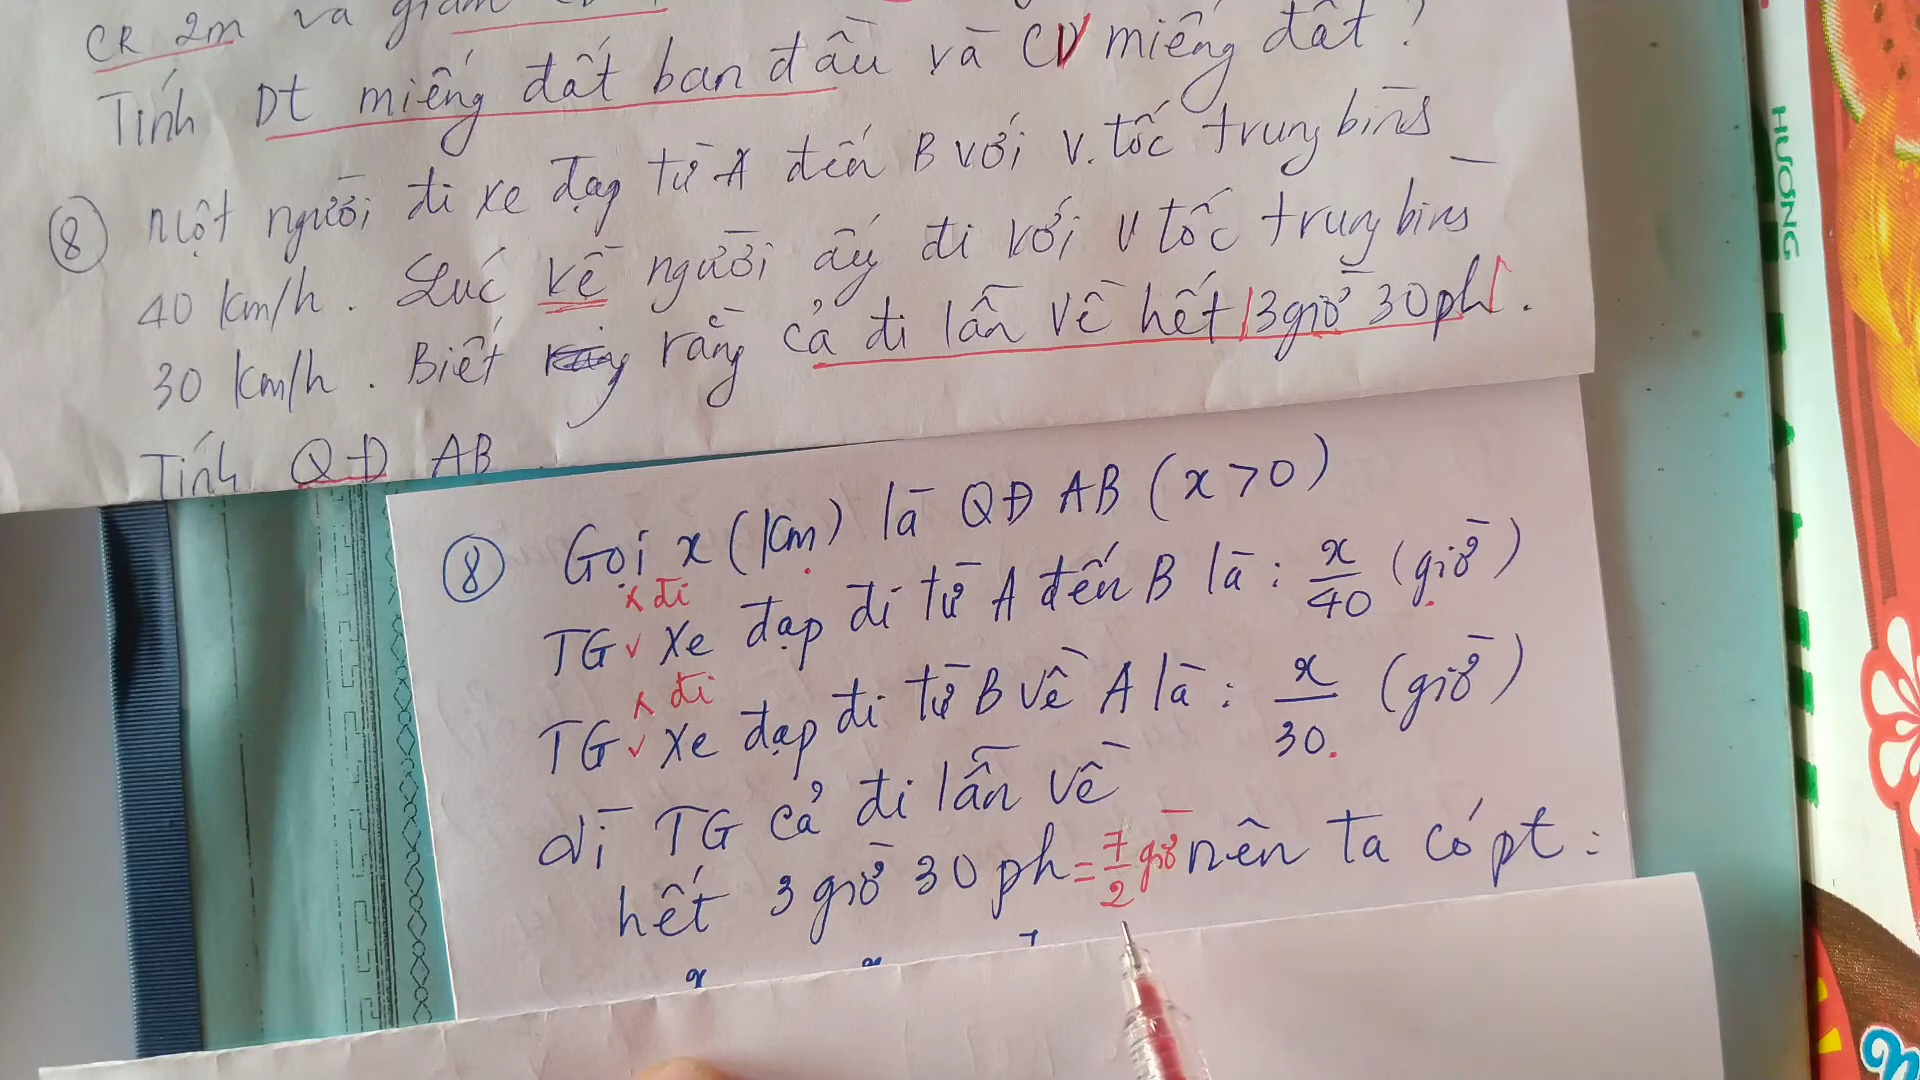 CR 2m và giảm
Tính Dt miếng đất ban đầu và CD miếng đất?
⑧ Một người đi xe đạp từ A đến B với v.tốc trung bình
40 km/h. Lúc về người ấy đi với v tốc trung bình
30 km/h. Biết rằng cả đi lẫn về hết 3giờ 30ph.
Tính QĐ AB
⑧ Gọi x (km) là QĐ AB (x > 0)
x đi
TG xe đạp đi từ A đến B là: x/40 (giờ)
x đi
TG xe đạp đi từ B về A là: x/30 (giờ)
Vì TG cả đi lẫn về
hết 3 giờ 30 ph = 7/2 giờ nên ta có pt:
HƯƠNG